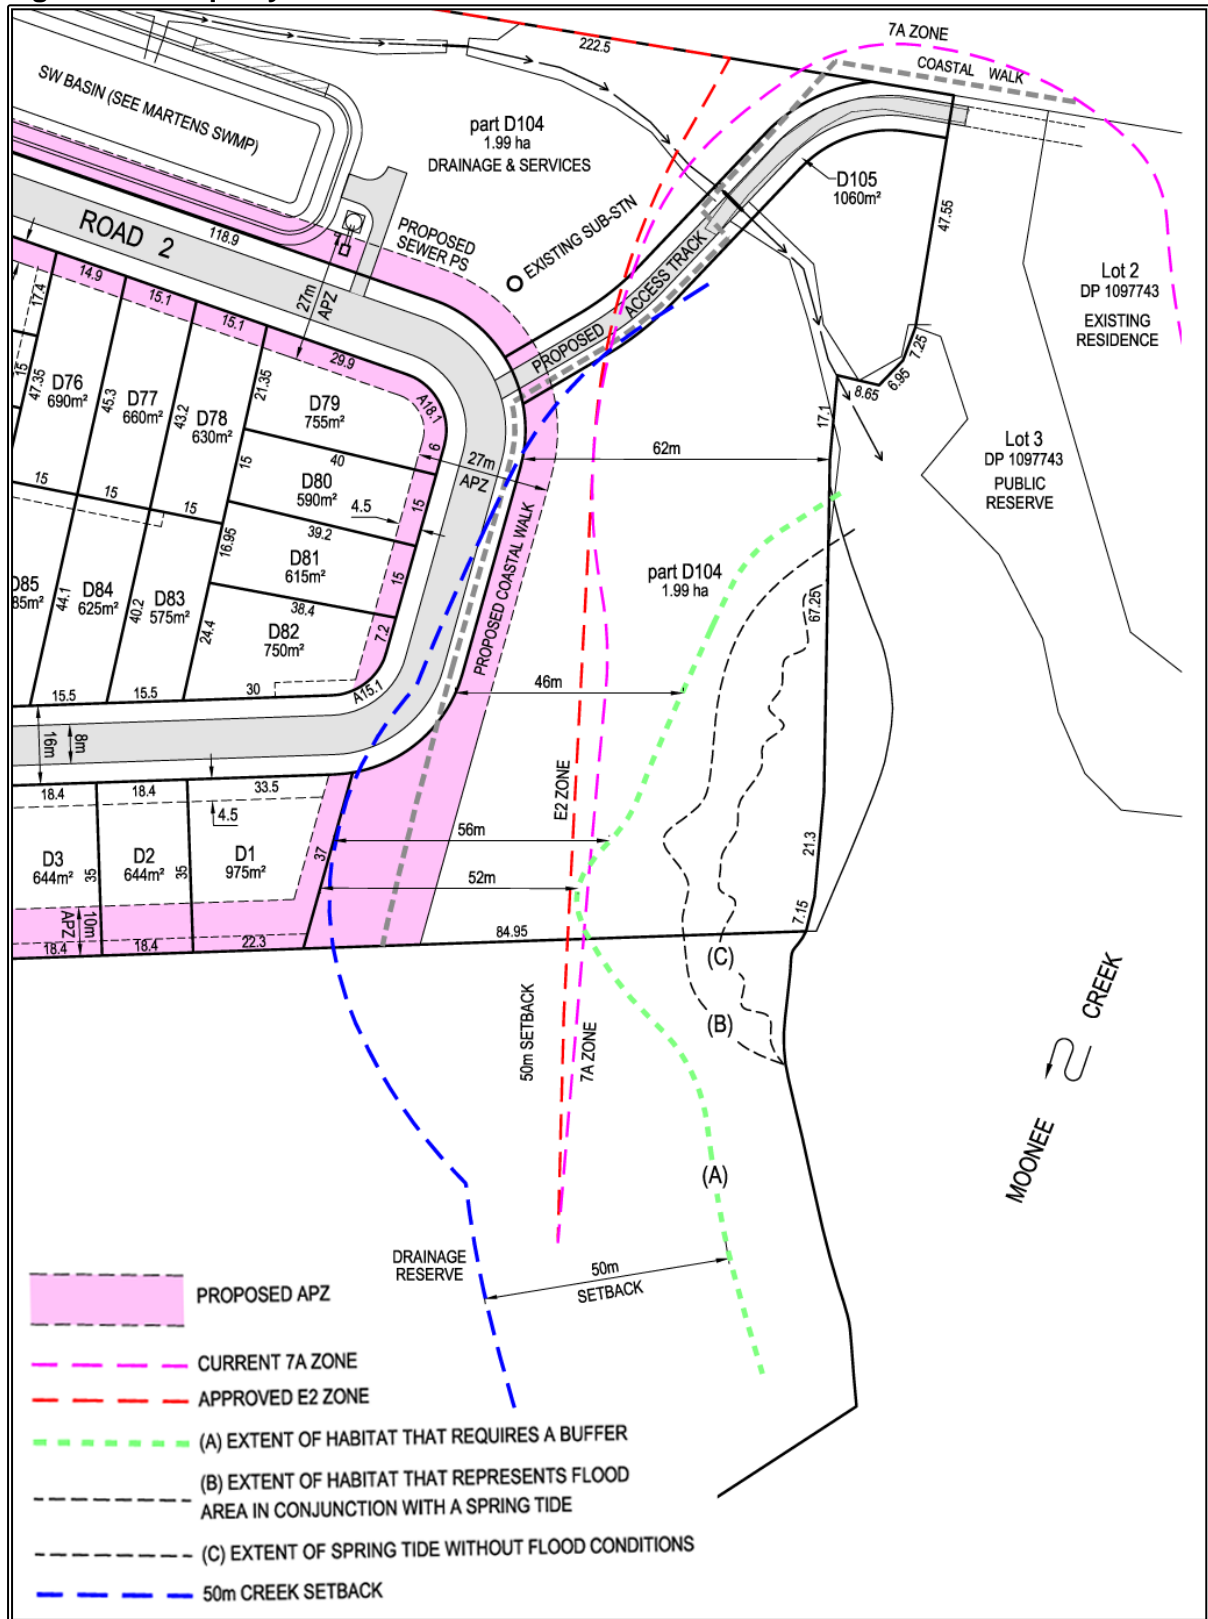 7A ZONE
COASTAL WALK
222.5
SW BASIN (SEE MARTENS SWMP)
part D104
1.99 ha
DRAINAGE & SERVICES
D105
1060m²
47.55
ROAD 2
118.9
PROPOSED
SEWER PS
EXISTING SUB-STN
PROPOSED ACCESS TRACK
Lot 2
DP 1097743
EXISTING
RESIDENCE
14.9
15.1
15.1
29.9
27m
APZ
17.4
15
47.35
D76
690m²
45.3
D77
660m²
43.2
D78
630m²
21.35
D79
755m²
A18.1
6
7.25
6.95
8.65
17.1
40
15
D80
590m²
27m
APZ
62m
Lot 3
DP 1097743
PUBLIC
RESERVE
15
15
15
4.5
15
39.2
16.95
D81
615m²
15
38.4
PROPOSED COASTAL WALK
part D104
1.99 ha
67.25
D85
85m²
44.1
D84
625m²
40.2
D83
575m²
24.4
D82
750m²
7.2
A15.1
15.5
15.5
30
46m
16m
8m
E2 ZONE
18.4
18.4
33.5
4.5
56m
21.3
D3
644m²
35
D2
644m²
35
D1
975m²
37
52m
10m
APZ
7.15
18.4
18.4
22.3
84.95
(C)
(B)
50m SETBACK
7A ZONE
MOONEE CREEK
(A)
DRAINAGE
RESERVE
50m
SETBACK
PROPOSED APZ
CURRENT 7A ZONE
APPROVED E2 ZONE
(A) EXTENT OF HABITAT THAT REQUIRES A BUFFER
(B) EXTENT OF HABITAT THAT REPRESENTS FLOOD
AREA IN CONJUNCTION WITH A SPRING TIDE
(C) EXTENT OF SPRING TIDE WITHOUT FLOOD CONDITIONS
50m CREEK SETBACK